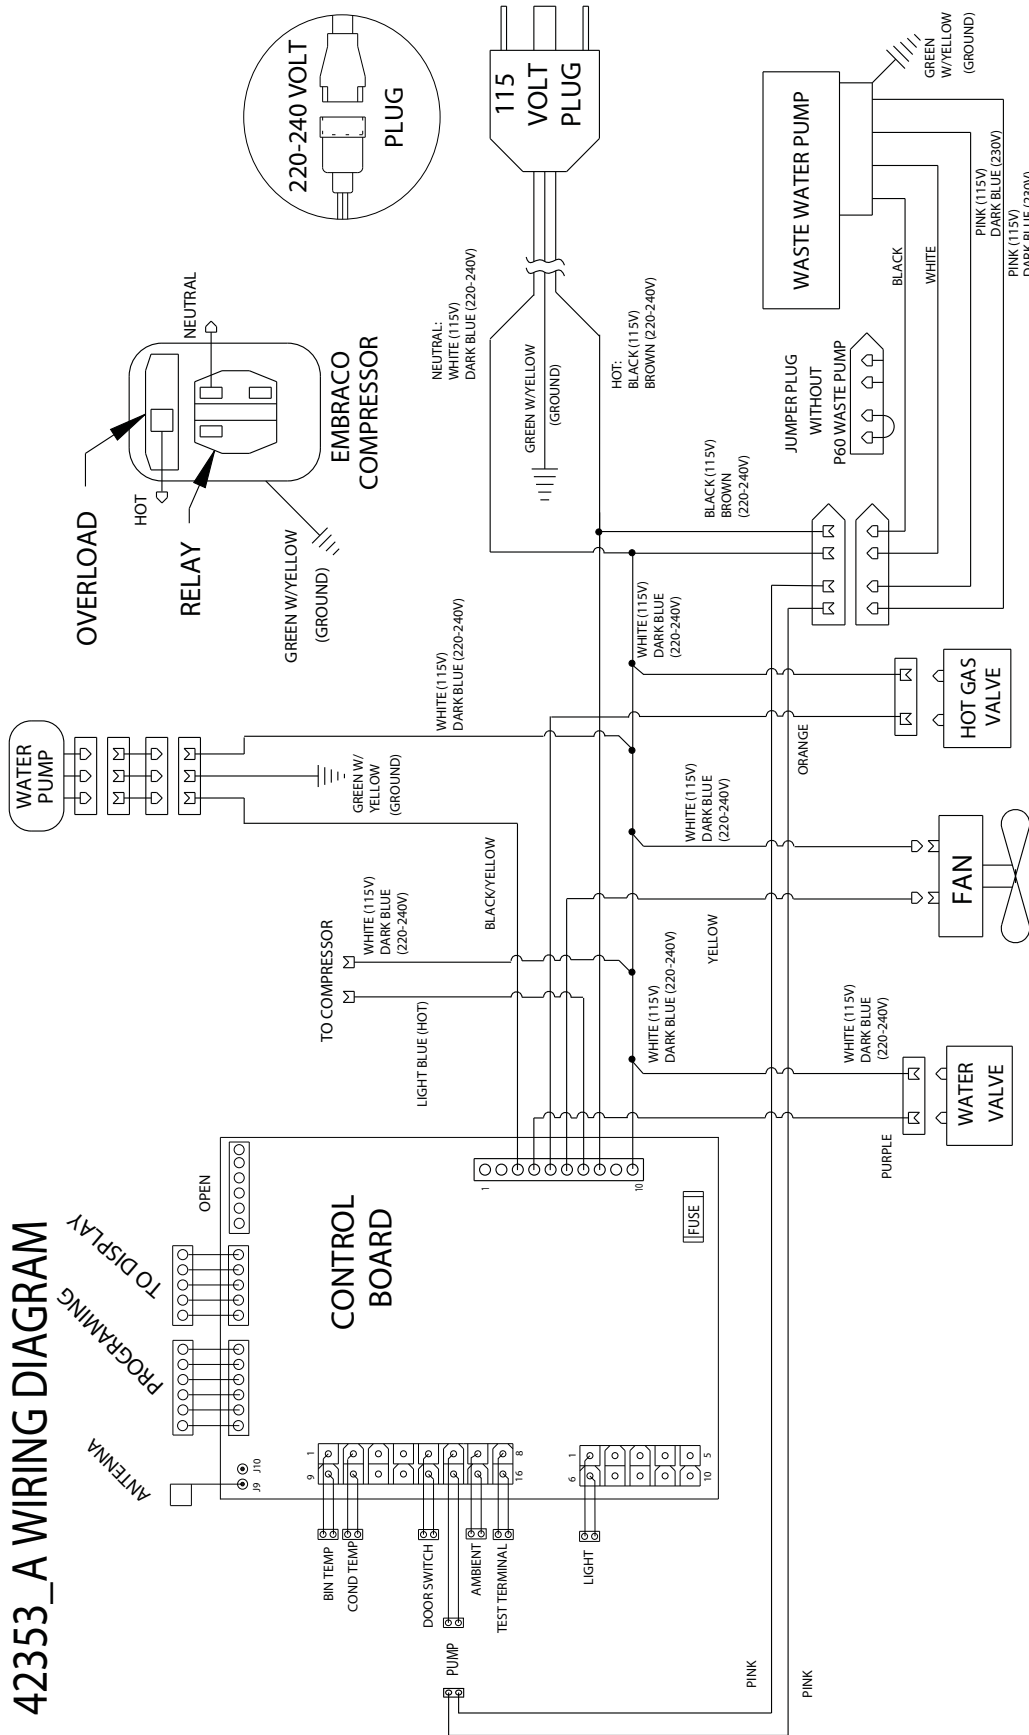 42353_A WIRING DIAGRAM
ANTENNA
PROGRAMING
TO DISPLAY
OPEN
J9
J10
BIN TEMP
COND TEMP
DOOR SWITCH
PUMP
AMBIENT
TEST TERMINAL
LIGHT
9
1
16
8
6
1
10
5
CONTROL
BOARD
FUSE
1
10
PINK
PINK
TO COMPRESSOR
LIGHT BLUE (HOT)
WHITE (115V)
DARK BLUE
(220-240V)
BLACK/YELLOW
WATER
PUMP
GREEN W/
YELLOW
(GROUND)
WHITE (115V)
DARK BLUE (220-240V)
WHITE (115V)
DARK BLUE (220-240V)
PURPLE
WHITE (115V)
DARK BLUE
(220-240V)
WATER
VALVE
YELLOW
WHITE (115V)
DARK BLUE
(220-240V)
FAN
ORANGE
WHITE (115V)
DARK BLUE
(220-240V)
HOT GAS
VALVE
OVERLOAD
HOT
RELAY
NEUTRAL
GREEN W/YELLOW
(GROUND)
EMBRACO
COMPRESSOR
220-240 VOLT
PLUG
115
VOLT
PLUG
NEUTRAL:
WHITE (115V)
DARK BLUE (220-240V)
GREEN W/YELLOW
(GROUND)
HOT:
BLACK (115V)
BROWN (220-240V)
BLACK (115V)
BROWN
(220-240V)
JUMPER PLUG
WITHOUT
P60 WASTE PUMP
WASTE WATER PUMP
GREEN
W/YELLOW
(GROUND)
BLACK
WHITE
PINK (115V)
DARK BLUE (230V)
PINK (115V)
DARK BLUE (230V)